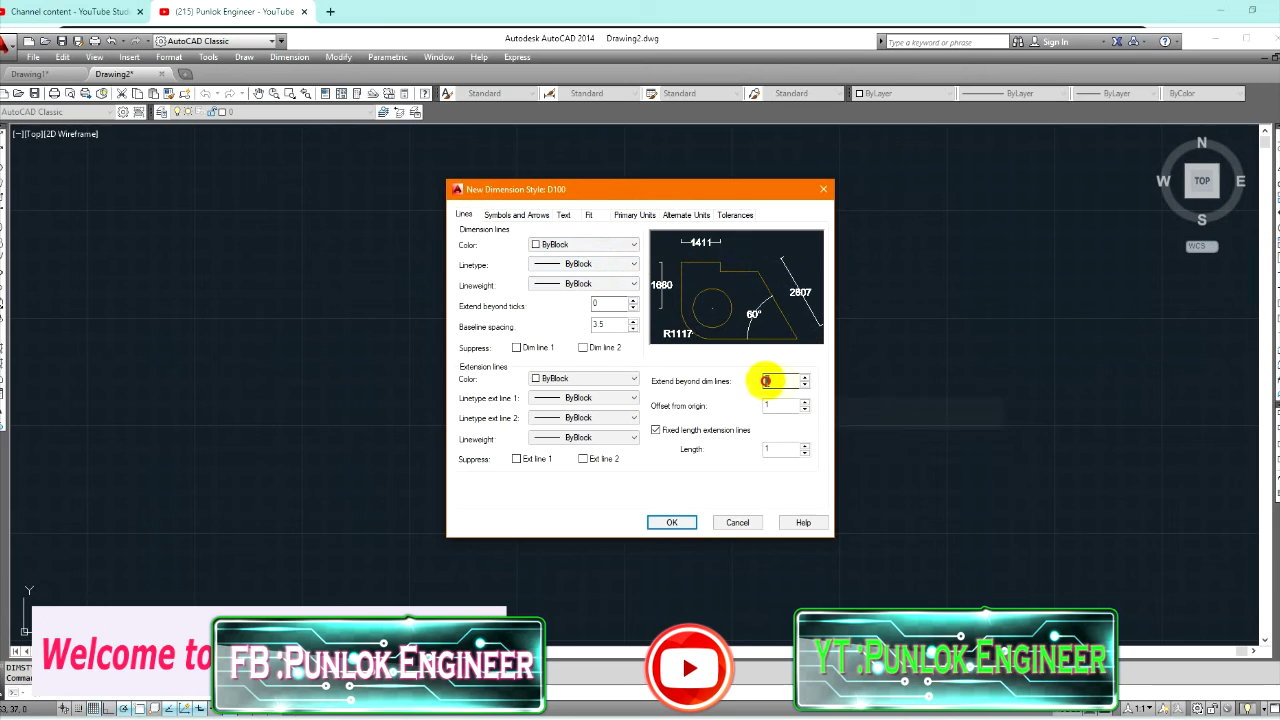 Channel content - YouTube Studi × (215) Punlok Engineer - YouTube × +
AutoCAD Classic Autodesk AutoCAD 2014 Drawing2.dwg Type a keyword or phrase Sign In
File Edit View Insert Format Tools Draw Dimension Modify Parametric Window Help Express
Drawing1* Drawing2*
Standard Standard Standard Standard ByLayer ByLayer ByLayer ByColor
AutoCAD Classic 0
[−][Top][2D Wireframe]
N
W TOP E
S
WCS
New Dimension Style: D100
Lines Symbols and Arrows Text Fit Primary Units Alternate Units Tolerances
Dimension lines
Color: ByBlock
Linetype: ByBlock
Lineweight: ByBlock
Extend beyond ticks: 0
Baseline spacing: 3.5
Suppress: Dim line 1 Dim line 2
1411
1660
2807
60°
R1117
Extension lines
Color: ByBlock
Linetype ext line 1: ByBlock
Linetype ext line 2: ByBlock
Lineweight: ByBlock
Suppress: Ext line 1 Ext line 2
Extend beyond dim lines:
Offset from origin: 1
Fixed length extension lines
Length: 1
OK Cancel Help
Y
Welcome to
FB :Punlok Engineer
YT :Punlok Engineer